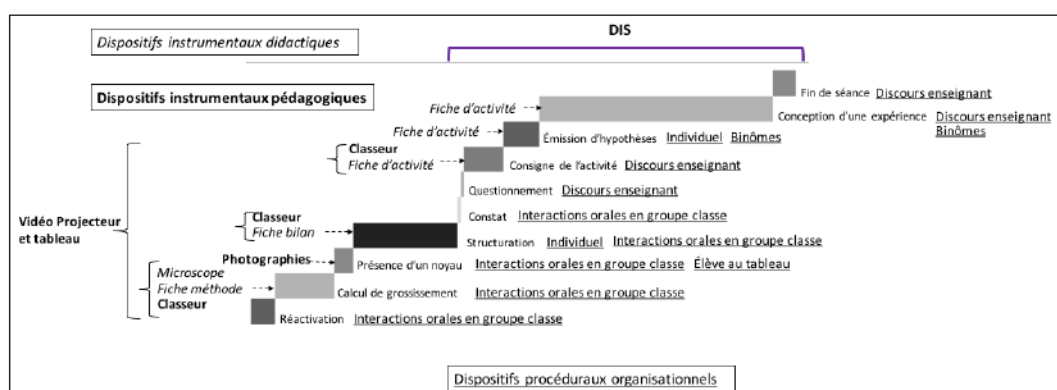 DIS
Dispositifs instrumentaux didactiques
Fin de séance Discours enseignant
Dispositifs instrumentaux pédagogiques
Fiche d'activité
Conception d'une expérience Discours enseignant
Binômes
Fiche d'activité
Émission d'hypothèses Individuel Binômes
Classeur
Fiche d'activité
Consigne de l'activité Discours enseignant
Questionnement Discours enseignant
Vidéo Projecteur
et tableau
Classeur
Fiche bilan
Constat Interactions orales en groupe classe
Structuration Individuel Interactions orales en groupe classe
Photographies
Présence d'un noyau Interactions orales en groupe classe Élève au tableau
Microscope
Fiche méthode
Classeur
Calcul de grossissement Interactions orales en groupe classe
Réactivation Interactions orales en groupe classe
Dispositifs procéduraux organisationnels